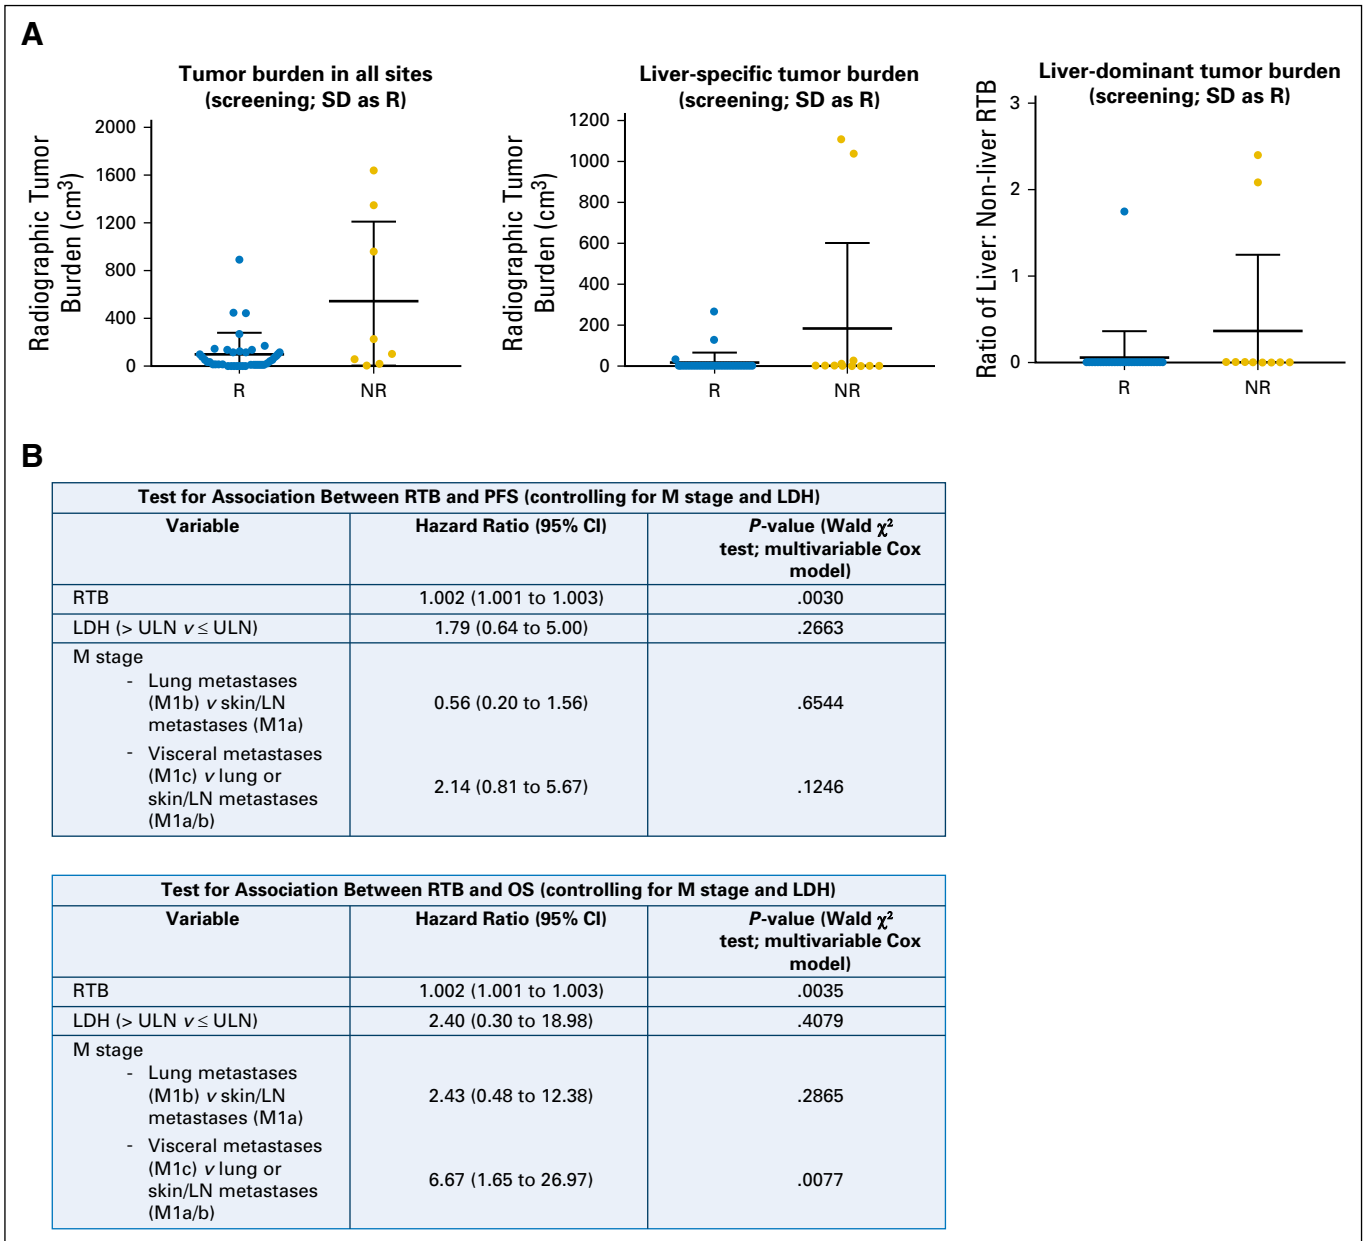 A
Tumor burden in all sites
(screening; SD as R)
Radiographic Tumor
Burden (cm³)
2000
1600
1200
800
400
0
R
NR
Liver-specific tumor burden
(screening; SD as R)
Radiographic Tumor
Burden (cm³)
1200
1000
800
600
400
200
0
R
NR
Liver-dominant tumor burden
(screening; SD as R)
Ratio of Liver: Non-liver RTB
3
2
1
0
R
NR
B
Test for Association Between RTB and PFS (controlling for M stage and LDH)
Variable
Hazard Ratio (95% CI)
P-value (Wald χ²
test; multivariable Cox
model)
RTB
1.002 (1.001 to 1.003)
.0030
LDH (> ULN v ≤ ULN)
1.79 (0.64 to 5.00)
.2663
M stage
- Lung metastases
(M1b) v skin/LN
metastases (M1a)
0.56 (0.20 to 1.56)
.6544
- Visceral metastases
(M1c) v lung or
skin/LN metastases
(M1a/b)
2.14 (0.81 to 5.67)
.1246
Test for Association Between RTB and OS (controlling for M stage and LDH)
Variable
Hazard Ratio (95% CI)
P-value (Wald χ²
test; multivariable Cox
model)
RTB
1.002 (1.001 to 1.003)
.0035
LDH (> ULN v ≤ ULN)
2.40 (0.30 to 18.98)
.4079
M stage
- Lung metastases
(M1b) v skin/LN
metastases (M1a)
2.43 (0.48 to 12.38)
.2865
- Visceral metastases
(M1c) v lung or
skin/LN metastases
(M1a/b)
6.67 (1.65 to 26.97)
.0077